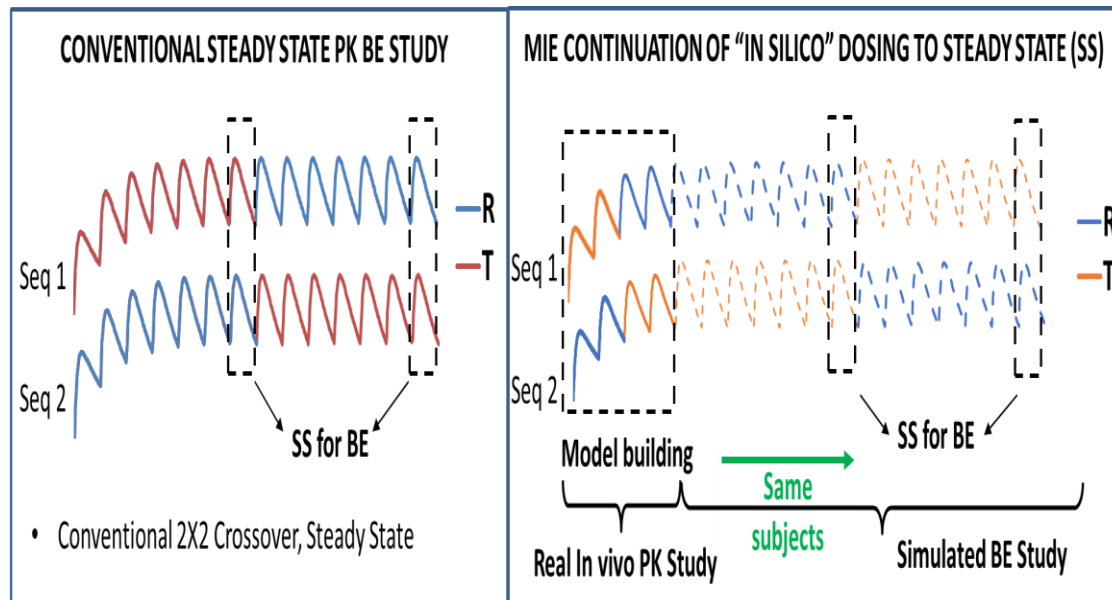 CONVENTIONAL STEADY STATE PK BE STUDY
R
T
Seq 1
Seq 2
SS for BE
• Conventional 2X2 Crossover, Steady State
MIE CONTINUATION OF “IN SILICO” DOSING TO STEADY STATE (SS)
R
T
Seq 1
Seq 2
SS for BE
Model building
Same
subjects
Real In vivo PK Study
Simulated BE Study